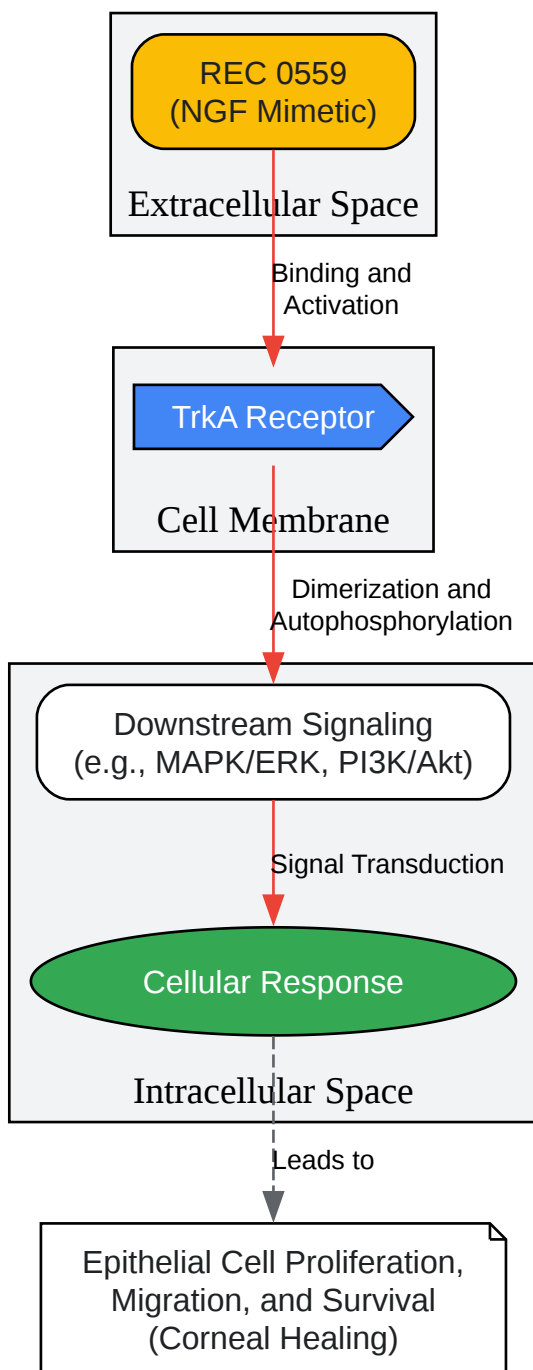 REC 0559
(NGF Mimetic)
Extracellular Space
Binding and
Activation
TrkA Receptor
Cell Membrane
Dimerization and
Autophosphorylation
Downstream Signaling
(e.g., MAPK/ERK, PI3K/Akt)
Signal Transduction
Cellular Response
Intracellular Space
Leads to
Epithelial Cell Proliferation,
Migration, and Survival
(Corneal Healing)